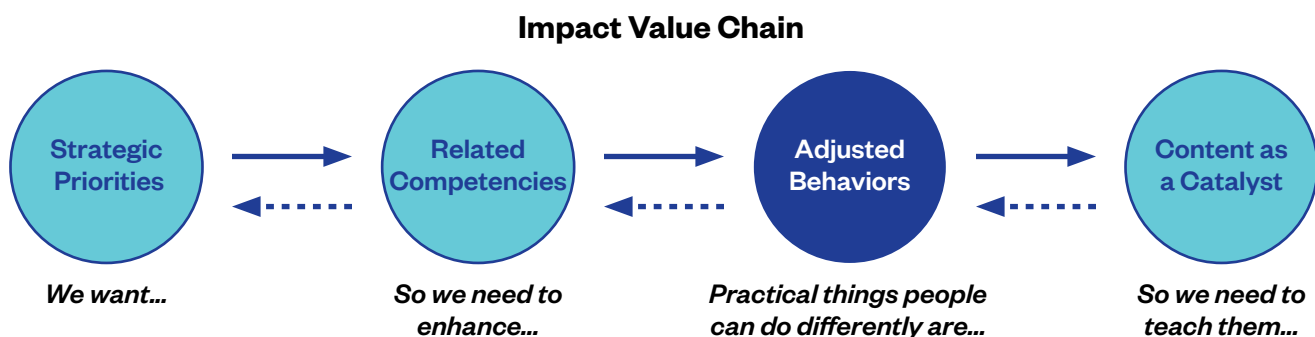 Impact Value Chain
Strategic
Priorities
Related
Competencies
Adjusted
Behaviors
Content as
a Catalyst
We want...
So we need to
enhance...
Practical things people
can do differently are...
So we need to
teach them...